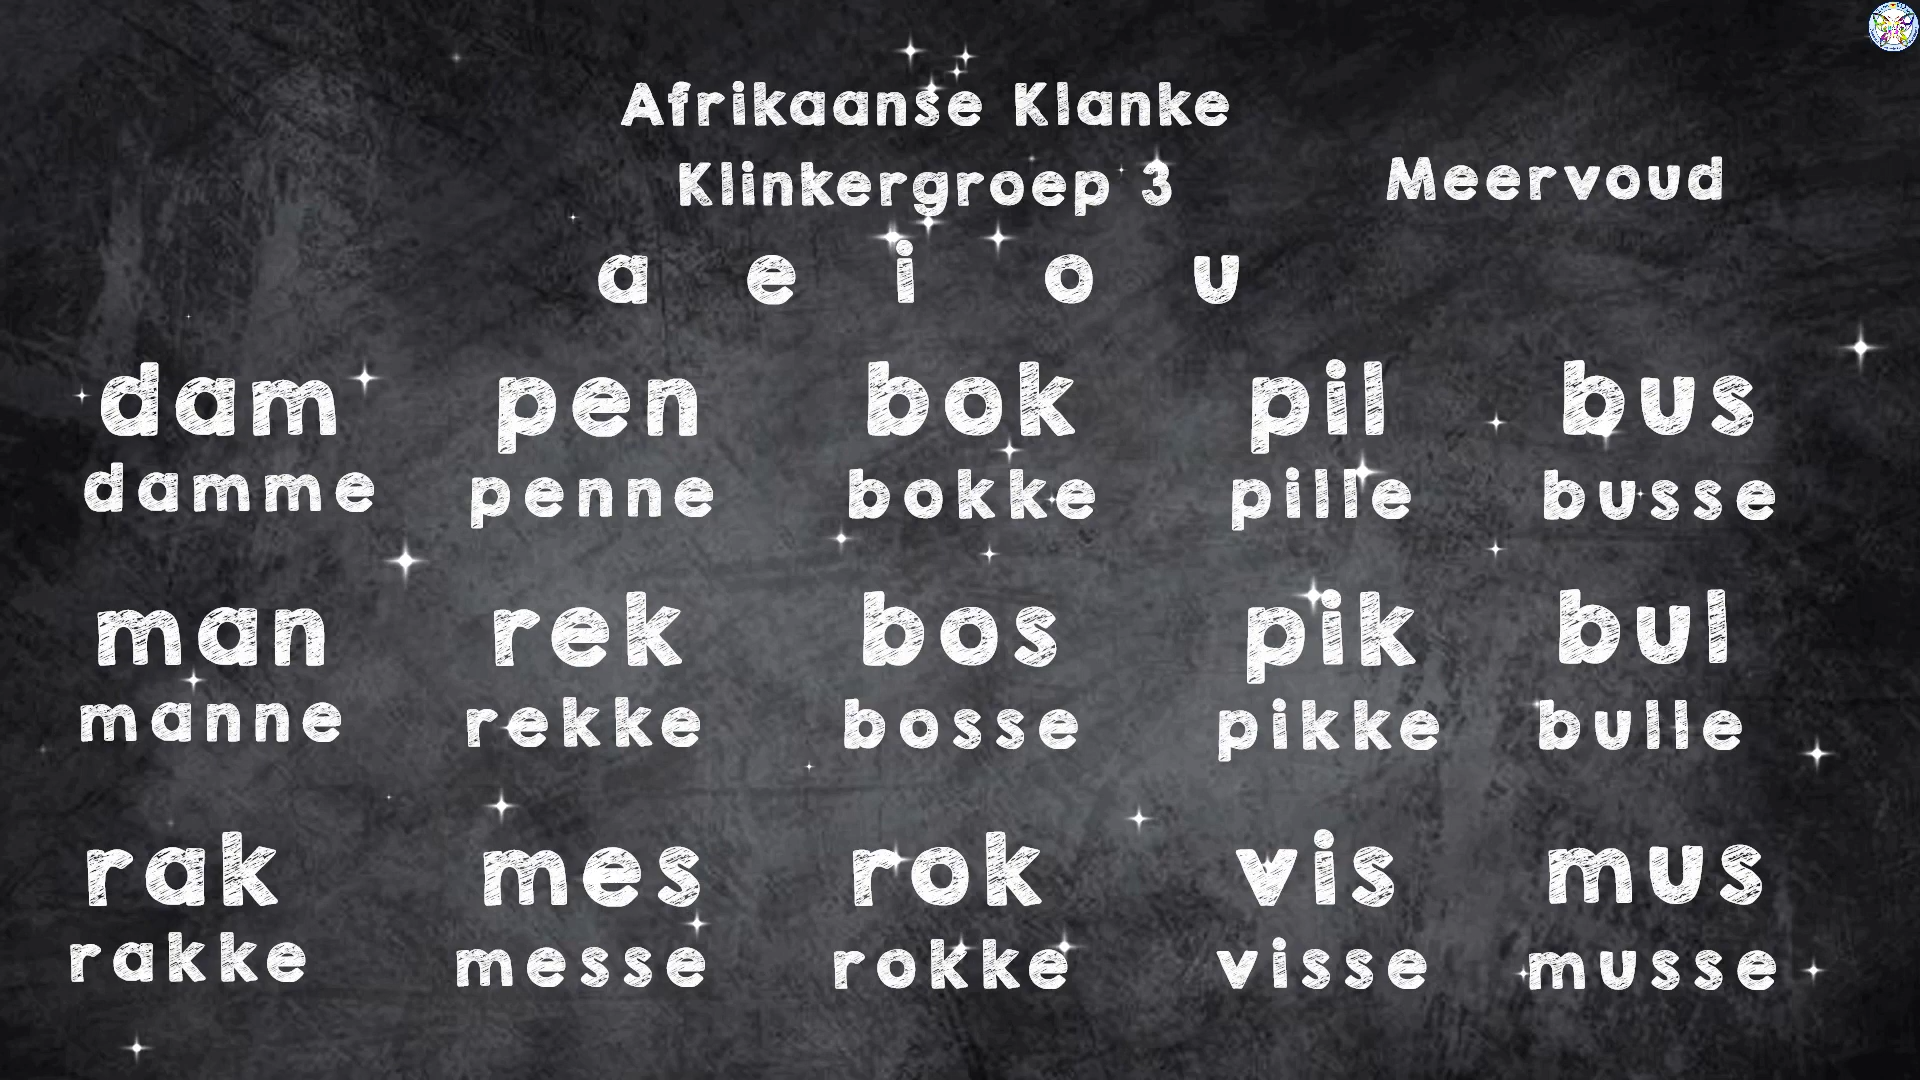 Afrikaanse Klanke
Klinkergroep 3
Meervoud
a e i o u
dam pen bok pil bus
damme penne bokke pille busse
man rek bos pik bul
manne rekke bosse pikke bulle
rak mes rok vis mus
rakke messe rokke visse musse